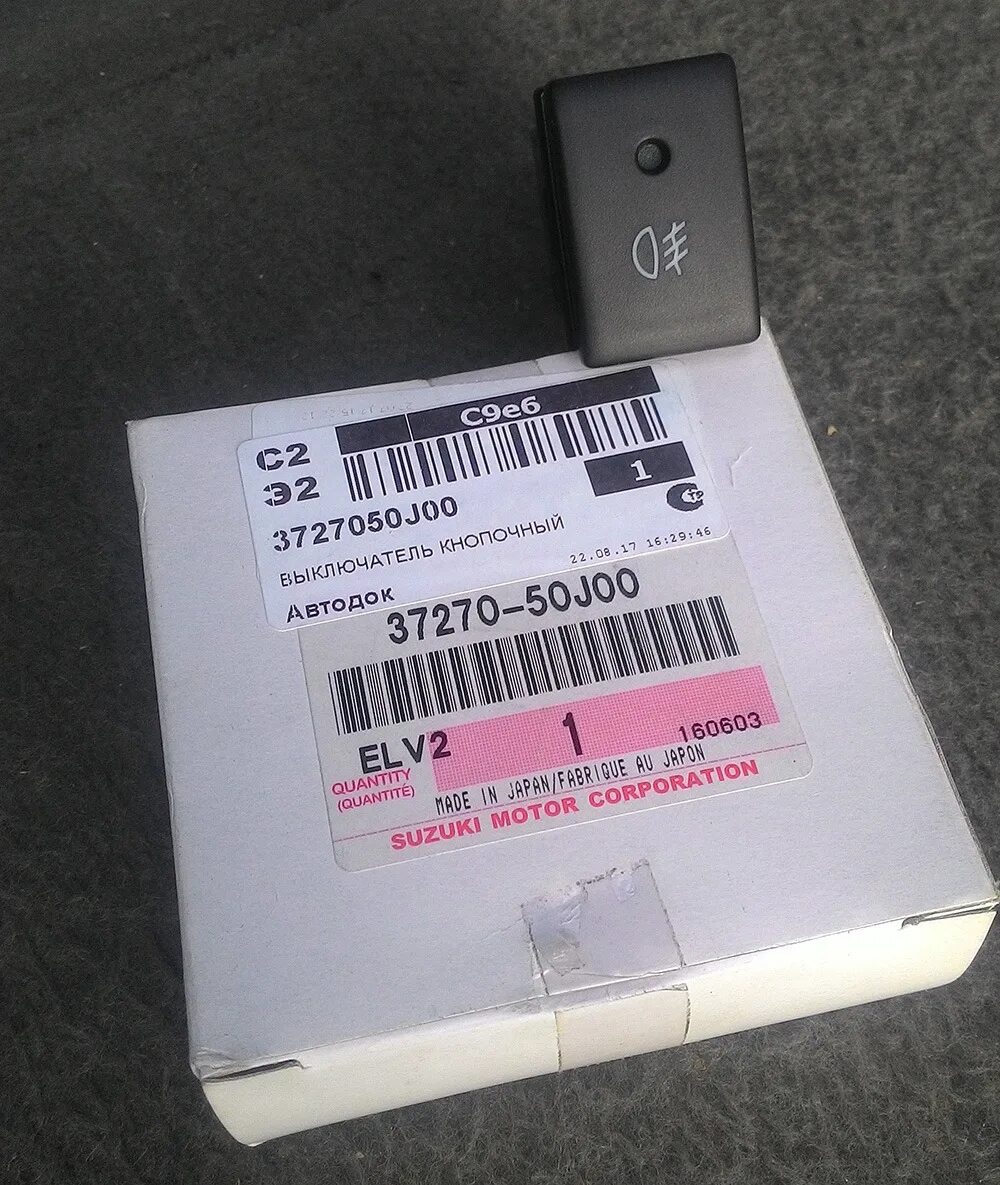 C9e6
С2
Э2
1
3727050J00
ВЫКЛЮЧАТЕЛЬ КНОПОЧНЫЙ
22.08.17 16:29:46
Автодок
37270-50J00
ELV2 1 160603
QUANTITY
(QUANTITÉ)
MADE IN JAPAN/FABRIQUE AU JAPON
SUZUKI MOTOR CORPORATION